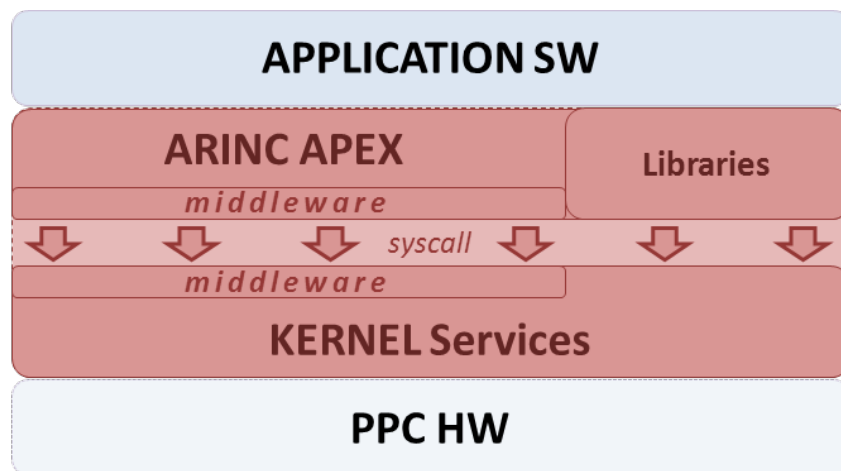 APPLICATION SW
ARINC APEX
Libraries
middleware
syscall
middleware
KERNEL Services
PPC HW